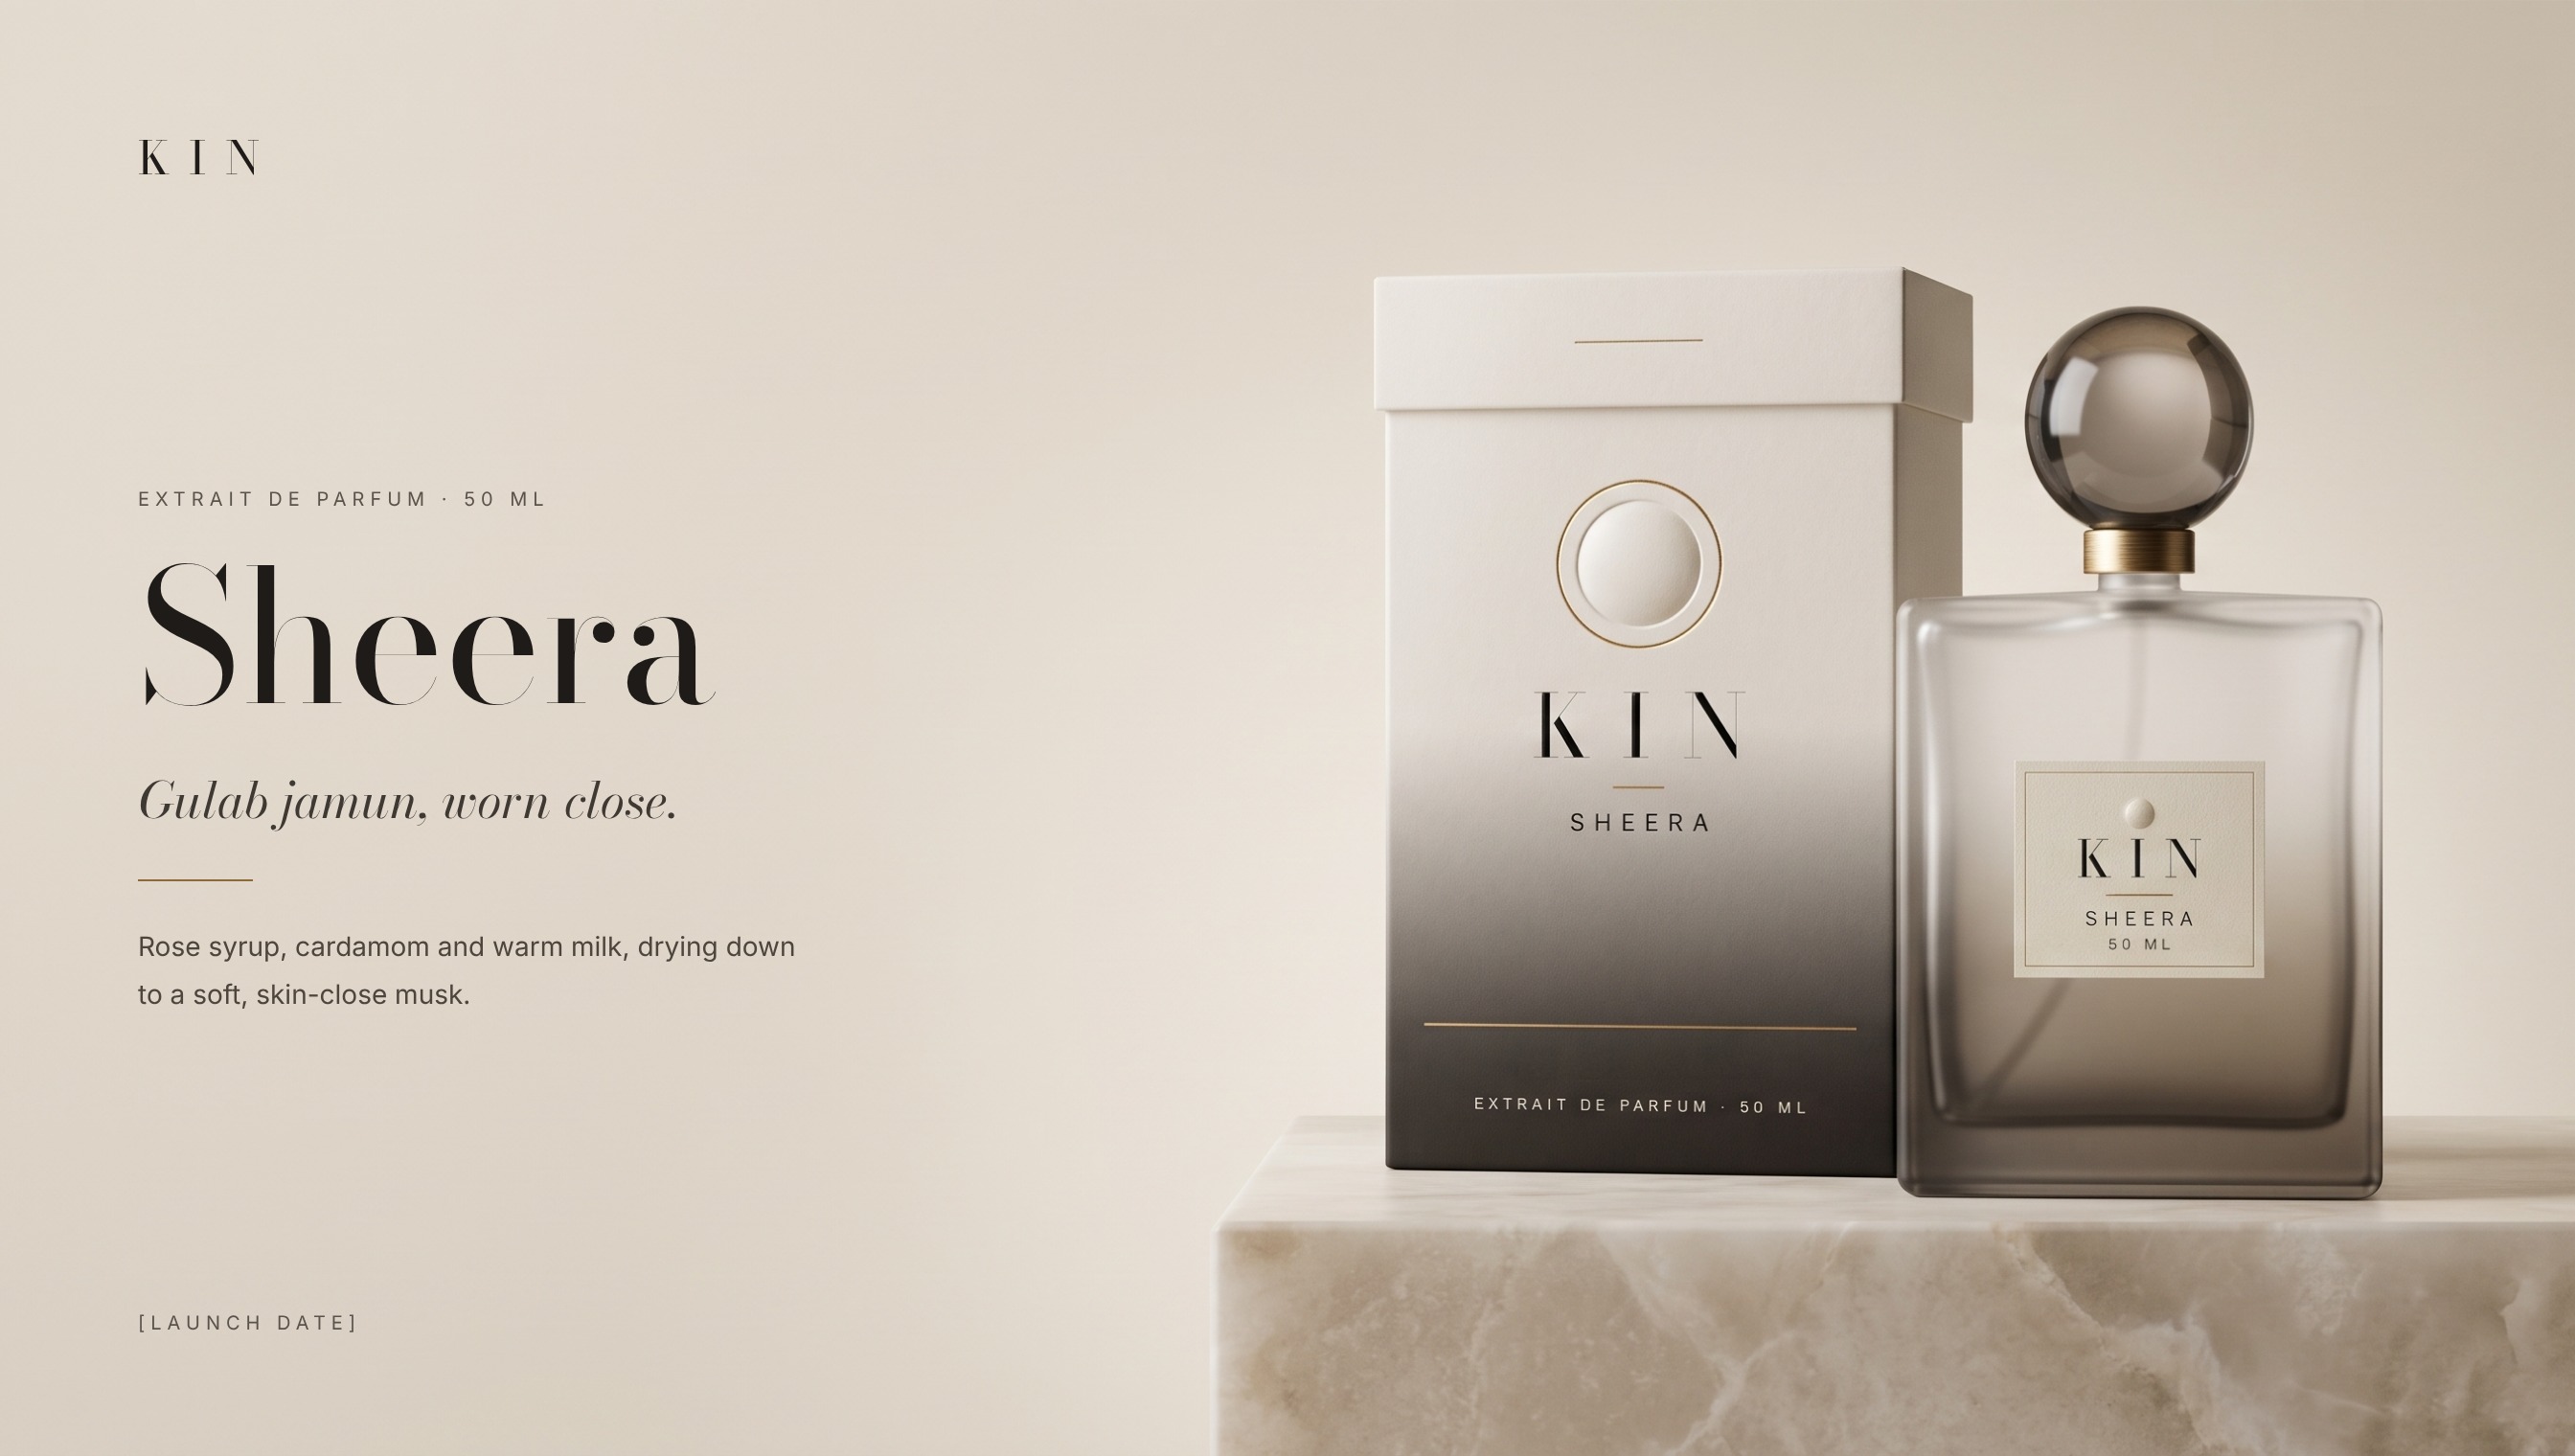 KIN
EXTRAIT DE PARFUM · 50 ML
Sheera
Gulab jamun, worn close.
Rose syrup, cardamom and warm milk, drying down
to a soft, skin-close musk.
[LAUNCH DATE]
KIN
SHEERA
EXTRAIT DE PARFUM · 50 ML
KIN
SHEERA
50 ML